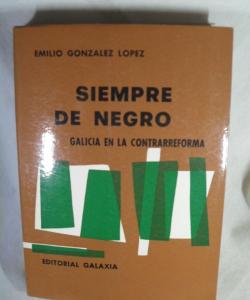 EMILIO GONZALEZ LOPEZ
SIEMPRE
DE NEGRO
GALICIA EN LA CONTRARREFORMA
EDITORIAL GALAXIA